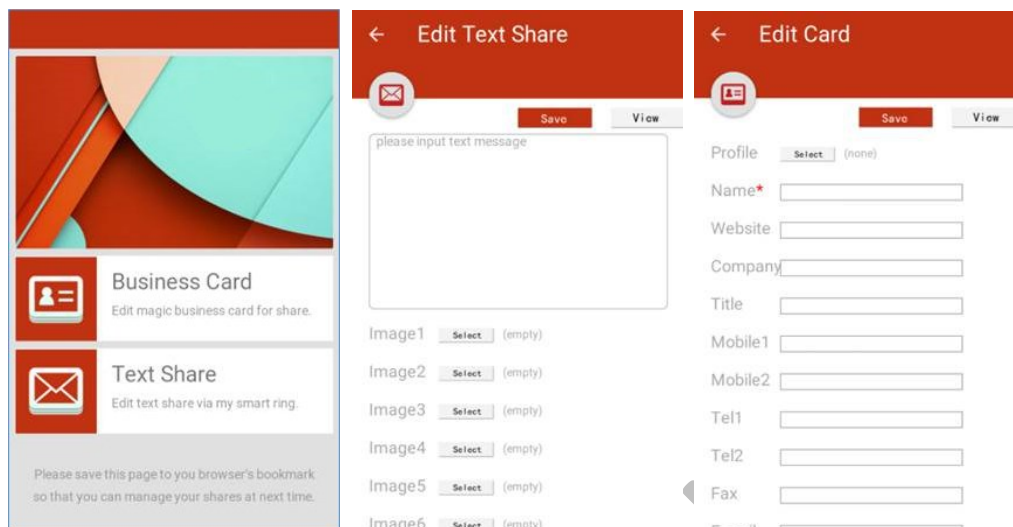 Business Card
Edit magic business card for share.
Text Share
Edit text share via my smart ring.
Please save this page to you browser's bookmark
so that you can manage your shares at next time.
Edit Text Share
Save View
please input text message
Image1 Select (empty)
Image2 Select (empty)
Image3 Select (empty)
Image4 Select (empty)
Image5 Select (empty)
Image6 Select (empty)
Edit Card
Save View
Profile Select (none)
Name*
Website
Company
Title
Mobile1
Mobile2
Tel1
Tel2
Fax